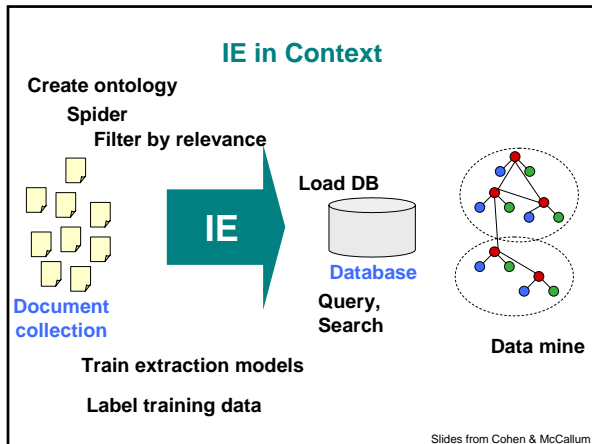 IE in Context
Create ontology
Spider
Filter by relevance
IE
Load DB
Database
Query,
Search
Document
collection
Data mine
Train extraction models
Label training data
Slides from Cohen & McCallum